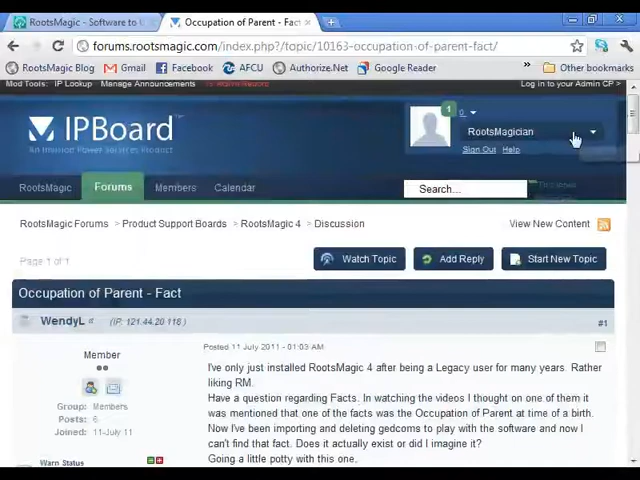 RootsMagic - Software to U
Occupation of Parent - Fact
forums.rootsmagic.com/index.php?/topic/10163-occupation-of-parent-fact/
RootsMagic Blog Gmail Facebook AFCU Authorize.Net Google Reader » Other bookmarks
Mod Tools: IP Lookup Manage Announcements Log in to your Admin CP
IPBoard
1
RootsMagician
Sign Out Help
RootsMagic Forums Members Calendar
Search...
RootsMagic Forums > Product Support Boards > RootsMagic 4 > Discussion
View New Content
Page 1 of 1
Watch Topic Add Reply Start New Topic
Occupation of Parent - Fact
WendyL (IP: 121.44.20.118) #1
Posted 11 July 2011 - 01:03 AM
Member
Group: Members
Posts: 6
Joined: 11-July 11
Warn Status
I've only just installed RootsMagic 4 after being a Legacy user for many years. Rather
liking RM.
Have a question regarding Facts. In watching the videos I thought on one of them it
was mentioned that one of the facts was the Occupation of Parent at time of a birth.
Now I've been importing and deleting gedcoms to play with the software and now I
can't find that fact. Does it actually exist or did I imagine it?
Going a little potty with this one.